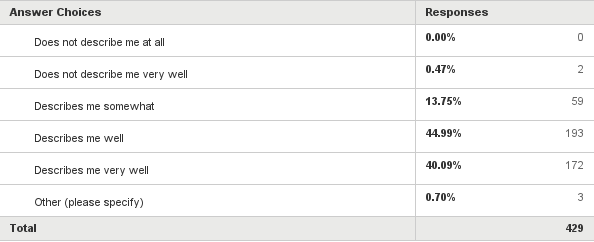 Answer Choices Responses
Does not describe me at all 0.00% 0
Does not describe me very well 0.47% 2
Describes me somewhat 13.75% 59
Describes me well 44.99% 193
Describes me very well 40.09% 172
Other (please specify) 0.70% 3
Total 429